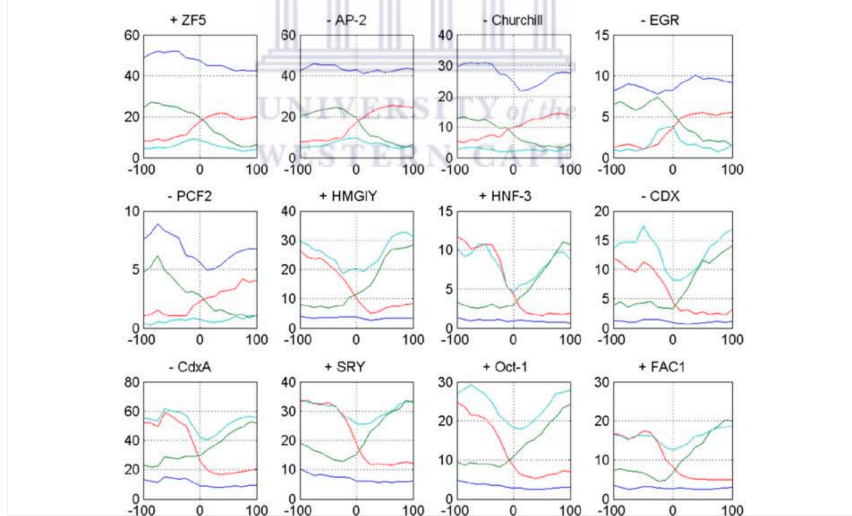 + ZF5 - AP-2 - Churchill - EGR
60 60 40 15
40 40 30 10
20 20 20 5
10
0 0 0 0
-100 0 100 -100 0 100 -100 0 100 -100 0 100
UNIVERSITY of the
WESTERN CAPE
- PCF2 + HMGIY + HNF-3 - CDX
10 40 15 20
30 15
5 20 10 10
10 5 5
0 0 0 0
-100 0 100 -100 0 100 -100 0 100 -100 0 100
- CdxA + SRY + Oct-1 + FAC1
80 40 30 30
60 30 20 20
40 20
20 10 10 10
0 0 0 0
-100 0 100 -100 0 100 -100 0 100 -100 0 100